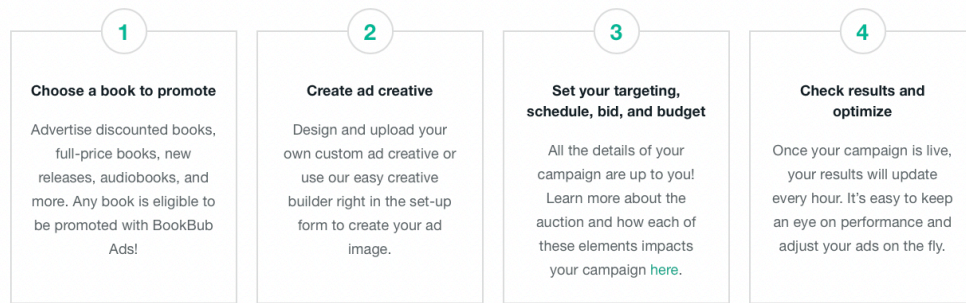 1
Choose a book to promote
Advertise discounted books,
full-price books, new
releases, audiobooks, and
more. Any book is eligible to
be promoted with BookBub
Ads!
2
Create ad creative
Design and upload your
own custom ad creative or
use our easy creative
builder right in the set-up
form to create your ad
image.
3
Set your targeting,
schedule, bid, and budget
All the details of your
campaign are up to you!
Learn more about the
auction and how each of
these elements impacts
your campaign here.
4
Check results and
optimize
Once your campaign is live,
your results will update
every hour. It’s easy to keep
an eye on performance and
adjust your ads on the fly.